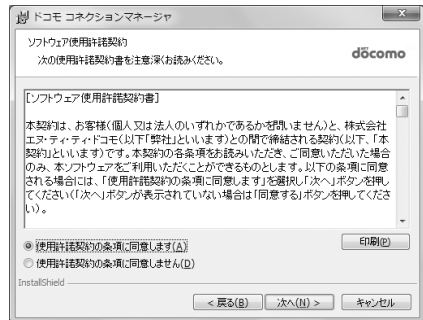 ドコモ コネクションマネージャ
ソフトウェア使用許諾契約
次の使用許諾契約書を注意深くお読みください。
döcomo
[ソフトウェア使用許諾契約書]
本契約は、お客様(個人又は法人のいずれかであるかを問いません)と、株式会社
エヌ・ティ・ティ・ドコモ(以下「弊社」といいます)との間で締結される契約(以下、「本
契約」といいます)です。本契約の各条項をお読みいただき、ご同意いただいた場合
のみ、本ソフトウェアをご利用いただくことができるものとします。以下の条項に同意
される場合には、「使用許諾契約の条項に同意します」を選択し「次へ」ボタンを押し
てください(「次へ」ボタンが表示されていない場合は「同意する」ボタンを押してくださ
い)。
使用許諾契約の条項に同意します(A)
印刷(P)
使用許諾契約の条項に同意しません(D)
InstallShield
< 戻る(B)
次へ(N) >
キャンセル